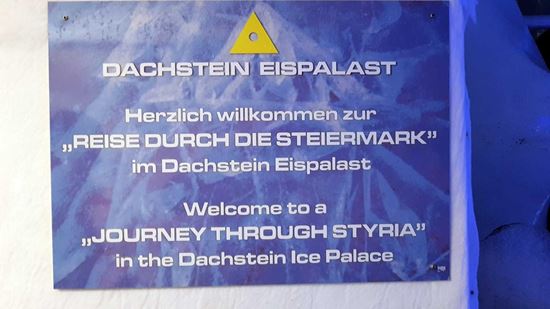 DACHSTEIN EISPALAST
Herzlich willkommen zur
„REISE DURCH DIE STEIERMARK”
im Dachstein Eispalast
Welcome to a
„JOURNEY THROUGH STYRIA”
in the Dachstein Ice Palace